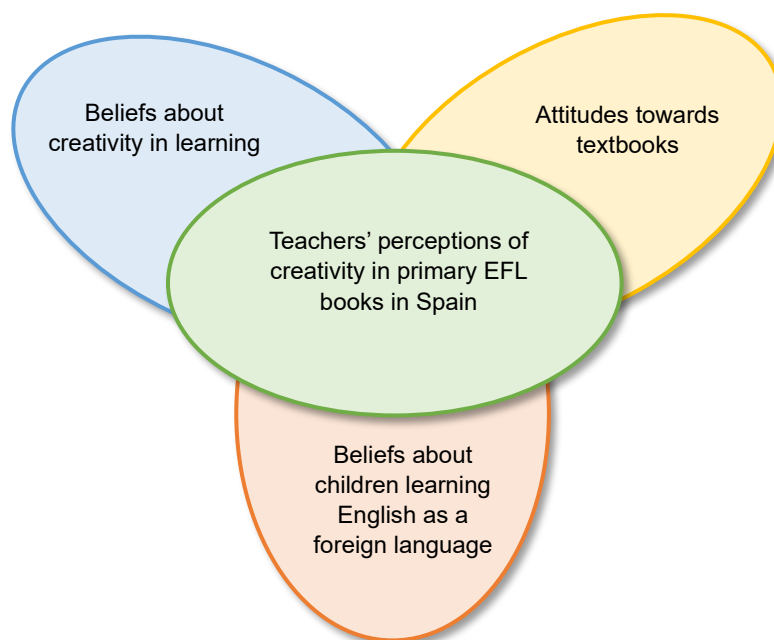 Beliefs about
creativity in learning
Attitudes towards
textbooks
Teachers’ perceptions of
creativity in primary EFL
books in Spain
Beliefs about
children learning
English as a
foreign language